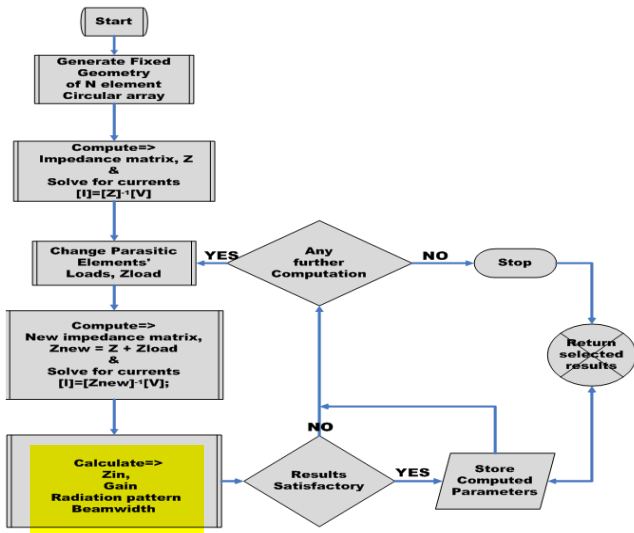 Start
Generate Fixed
Geometry
of N element
Circular array
Compute=>
Impedance matrix, Z
&
Solve for currents
[I]=[Z]⁻¹[V]
Change Parasitic
Elements'
Loads, Zload
YES
Any
further
Computation
NO
Stop
Compute=>
New impedance matrix,
Znew = Z + Zload
&
Solve for currents
[I]=[Znew]⁻¹[V];
Return
selected
results
NO
Calculate=>
Zin,
Gain
Radiation pattern
Beamwidth
Results
Satisfactory
YES
Store
Computed
Parameters